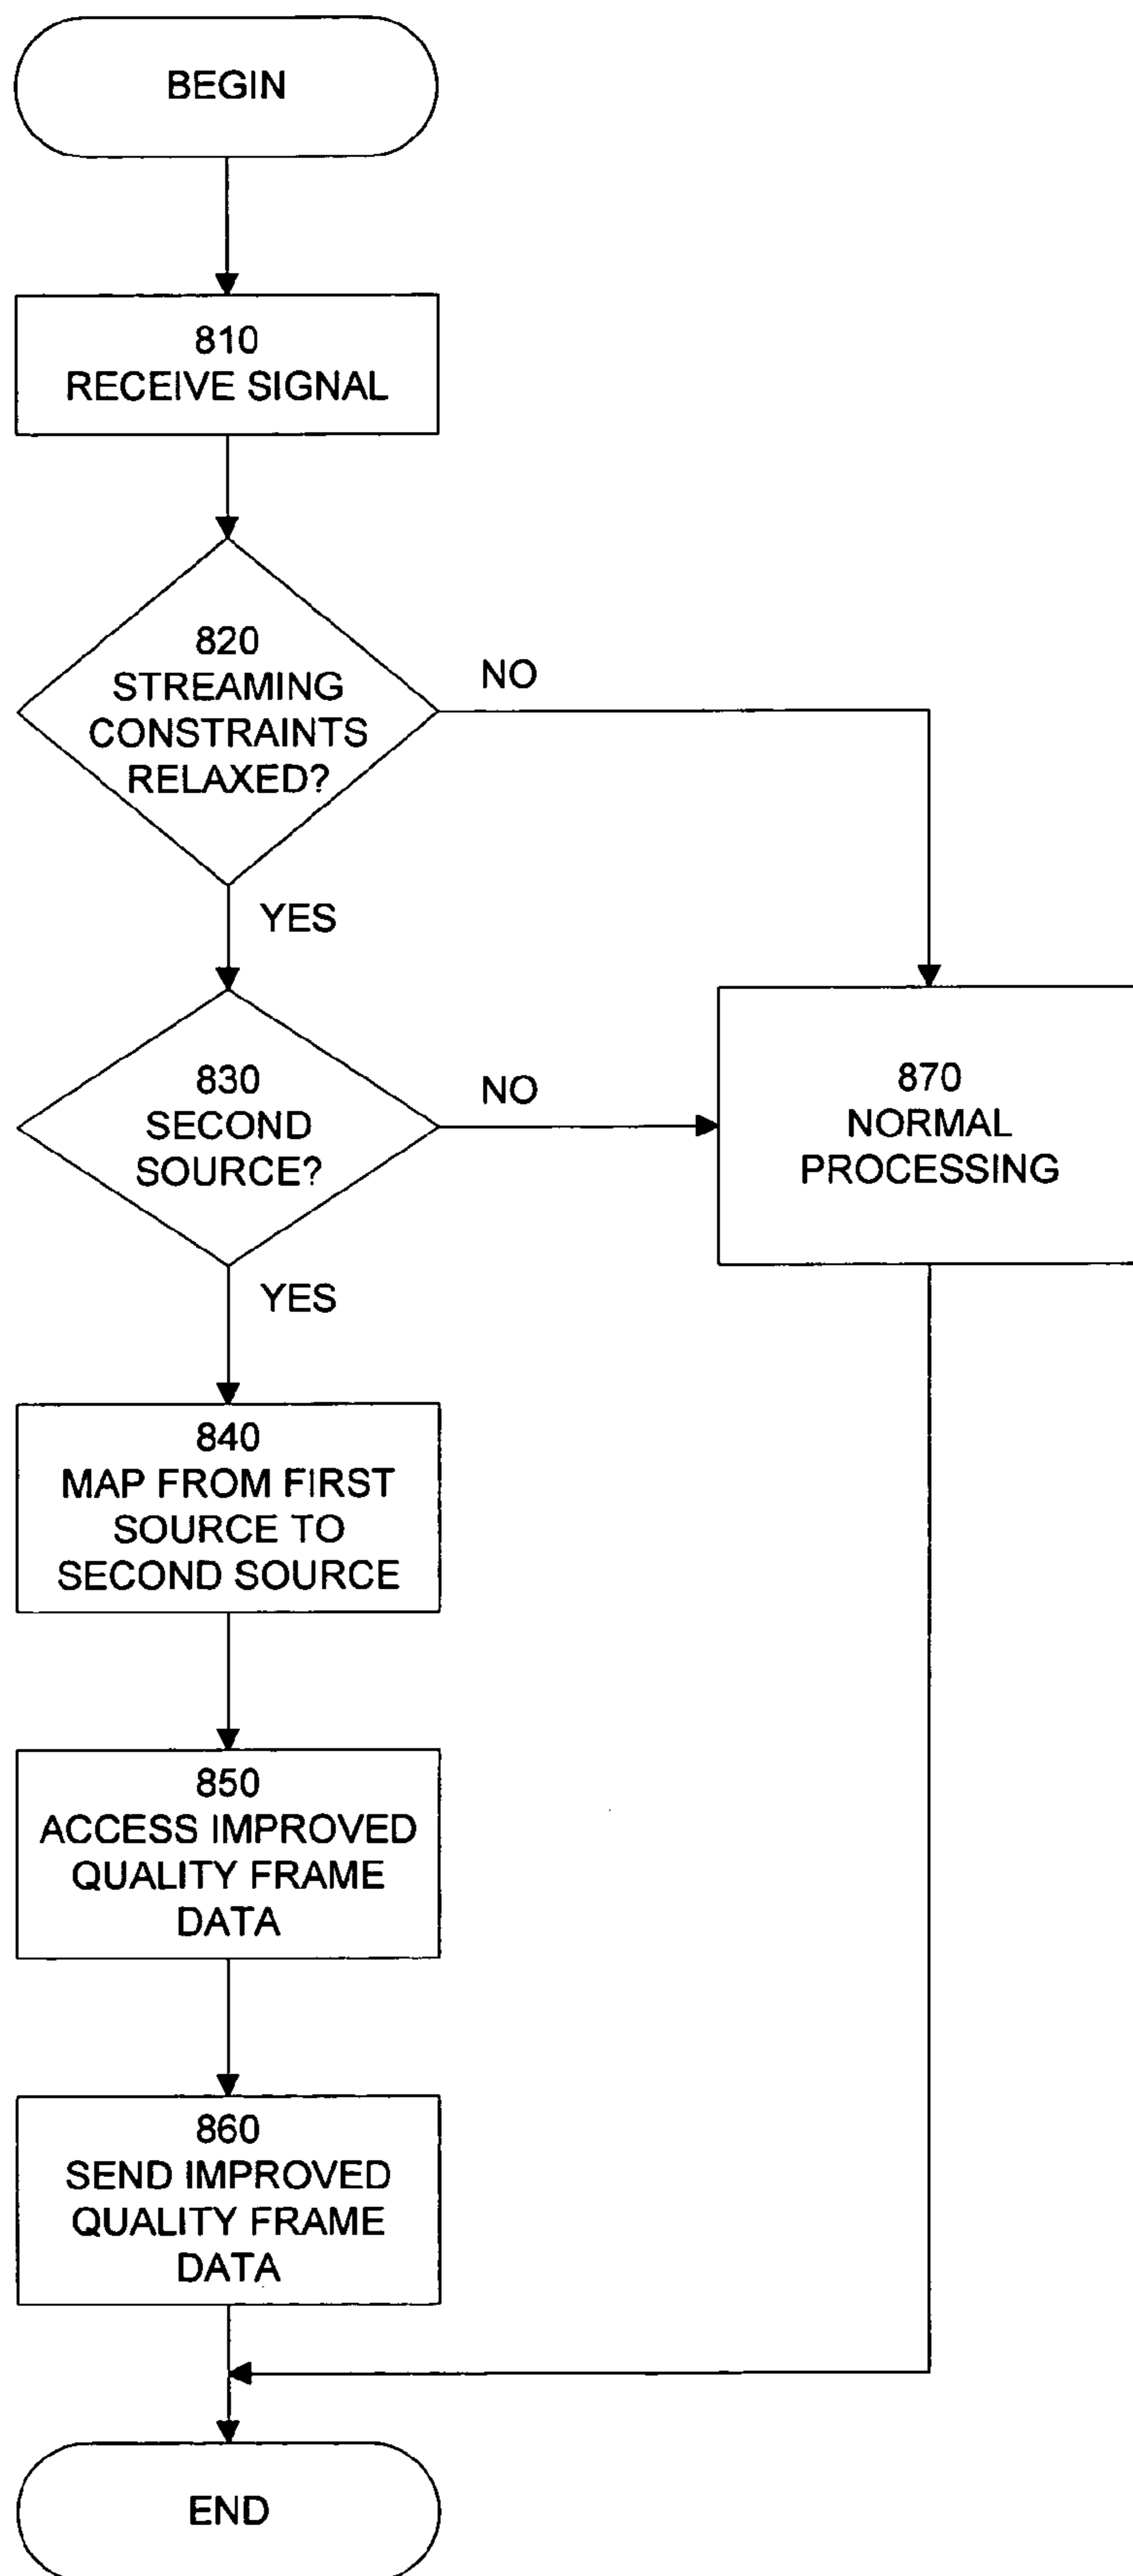 BEGIN
810
RECEIVE SIGNAL
820
STREAMING
CONSTRAINTS
RELAXED?
NO
YES
830
SECOND
SOURCE?
NO
870
NORMAL
PROCESSING
YES
840
MAP FROM FIRST
SOURCE TO
SECOND SOURCE
850
ACCESS IMPROVED
QUALITY FRAME
DATA
860
SEND IMPROVED
QUALITY FRAME
DATA
END